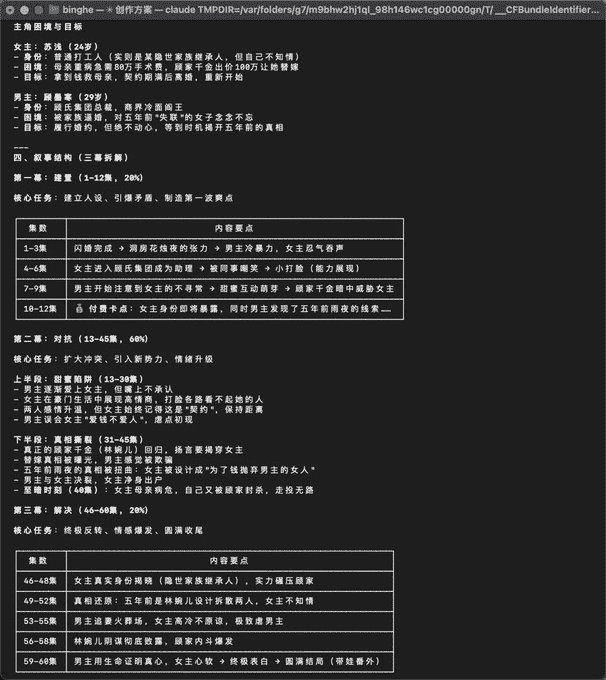 binghe — ✳ 创作方案 — claude TMPDIR=/var/folders/g7/m9bhw2hj1ql_98h146wc1cg00000gn/T/ __CFBundleIdentifier...
主角困境与目标
女主：苏浅（24岁）
- 身份：普通打工人（实则是某隐世家族继承人，但自己不知情）
- 困境：母亲重病急需80万手术费，顾家千金出价100万让她替嫁
- 目标：拿到钱救母亲，契约期满后离婚，重新开始
男主：顾墨寒（29岁）
- 身份：顾氏集团总裁，商界冷面阎王
- 困境：被家族逼婚，对五年前"失联"的女子念念不忘
- 目标：履行婚约，但绝不动心，等到时机揭开五年前的真相
---
四、叙事结构（三幕拆解）
第一幕：建置（1-12集，20%）
核心任务：建立人设、引爆矛盾、制造第一波爽点
集数 内容要点
1-3集 闪婚完成 → 洞房花烛夜的张力 → 男主冷暴力，女主忍气吞声
4-6集 女主进入顾氏集团成为助理 → 被同事嘲笑 → 小打脸（能力展现）
7-9集 男主开始注意到女主的不寻常 → 甜蜜互动萌芽 → 顾家千金暗中威胁女主
10-12集 💰 付费卡点：女主身份即将暴露，同时男主发现了五年前雨夜的线索……
第二幕：对抗（13-45集，60%）
核心任务：扩大冲突、引入新势力、情绪升级
上半段：甜蜜陷阱（13-30集）
- 男主逐渐爱上女主，但嘴上不承认
- 女主在豪门生活中展现高情商，打脸各路看不起她的人
- 两人感情升温，但女主始终记得这是"契约"，保持距离
- 男主误会女主"爱钱不爱人"，虐点初现
下半段：真相撕裂（31-45集）
- 真正的顾家千金（林婉儿）回归，扬言要揭穿女主
- 替嫁真相被曝光，男主感觉被欺骗
- 五年前雨夜的真相被扭曲：女主被设计成"为了钱抛弃男主的女人"
- 男主与女主决裂，女主净身出户
- 至暗时刻（40集）：女主母亲病危，自己又被顾家封杀，走投无路
第三幕：解决（46-60集，20%）
核心任务：终极反转、情感爆发、圆满收尾
集数 内容要点
46-48集 女主真实身份揭晓（隐世家族继承人），实力碾压顾家
49-52集 真相还原：五年前是林婉儿设计拆散两人，女主不知情
53-55集 男主追妻火葬场，女主高冷不原谅，极致虐男主
56-58集 林婉儿阴谋彻底败露，顾家内斗爆发
59-60集 男主用生命证明真心，女主心软 → 终极表白 → 圆满结局（带娃番外）